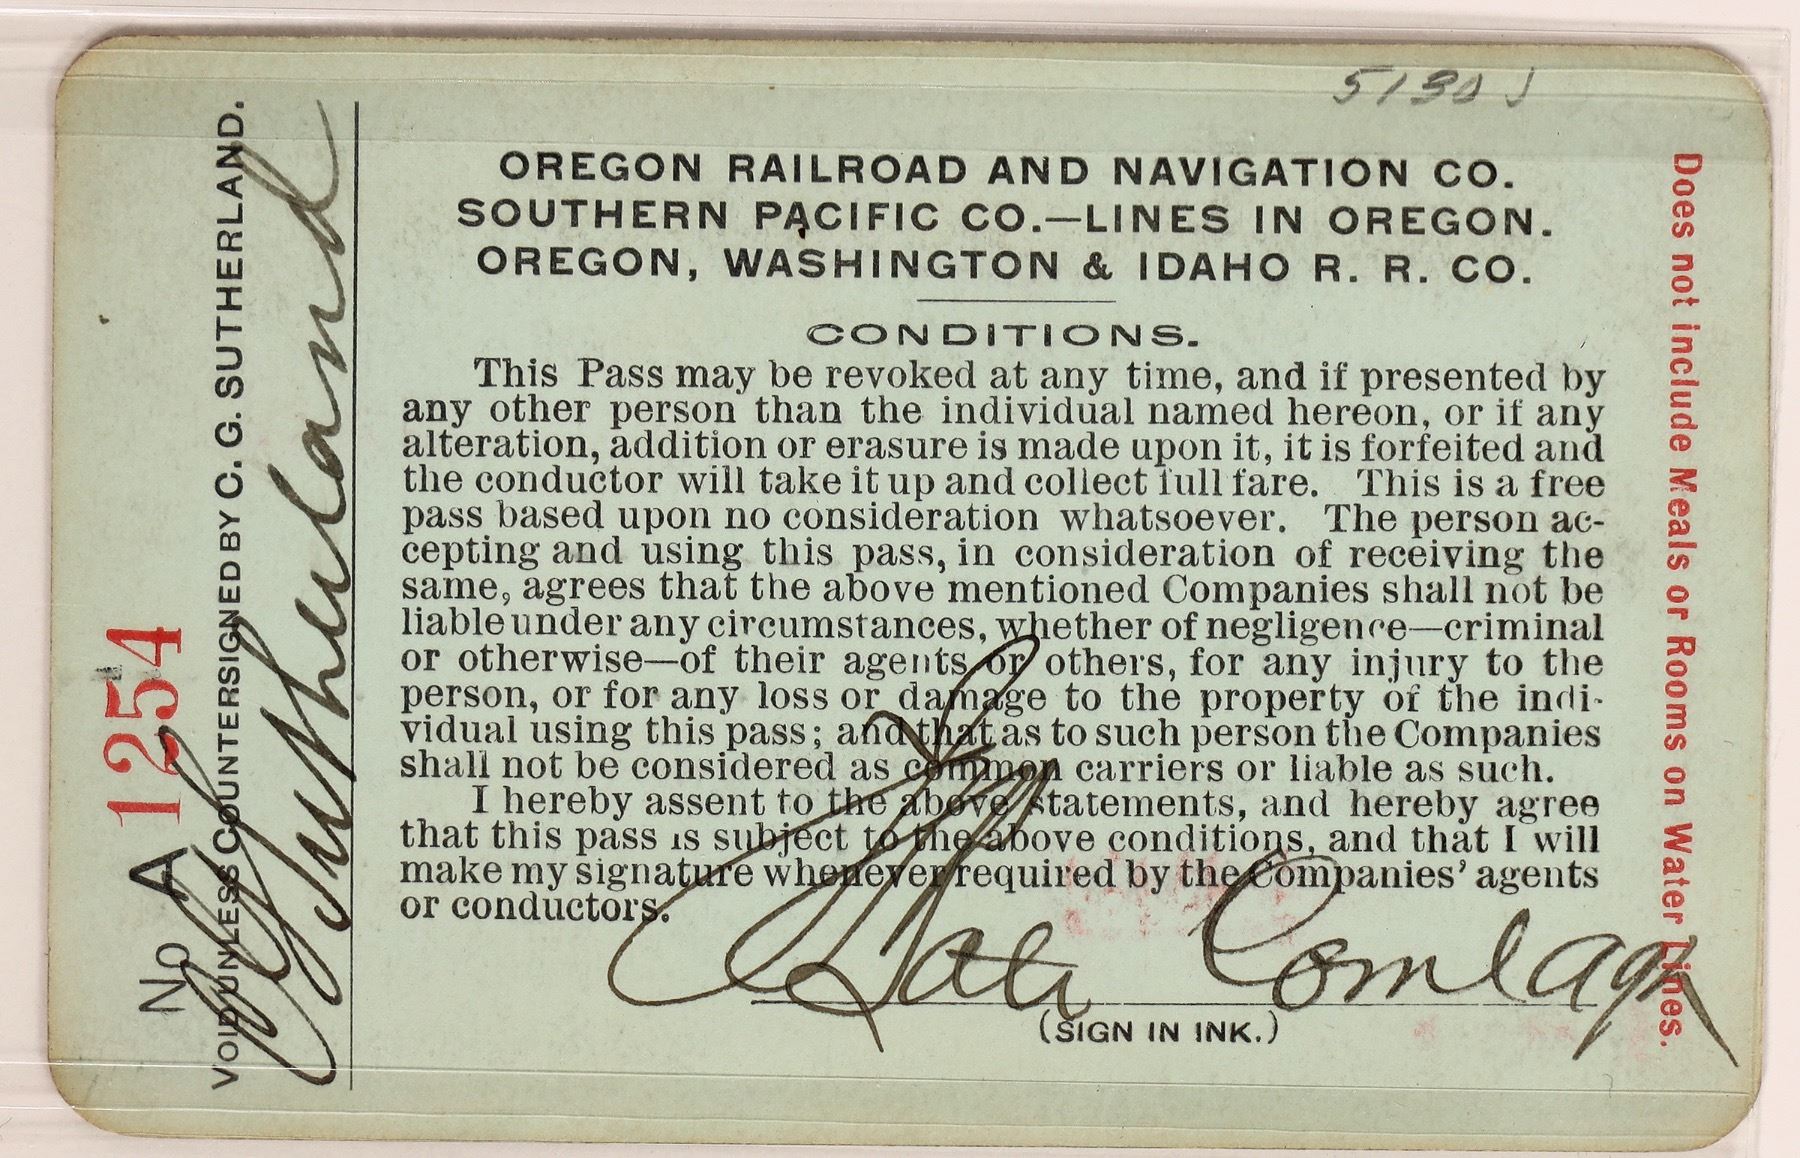 5130 J
OREGON RAILROAD AND NAVIGATION CO.
SOUTHERN PACIFIC CO.—LINES IN OREGON.
OREGON, WASHINGTON & IDAHO R. R. CO.
CONDITIONS.
This Pass may be revoked at any time, and if presented by
any other person than the individual named hereon, or if any
alteration, addition or erasure is made upon it, it is forfeited and
the conductor will take it up and collect full fare. This is a free
pass based upon no consideration whatsoever. The person ac-
cepting and using this pass, in consideration of receiving the
same, agrees that the above mentioned Companies shall not be
liable under any circumstances, whether of negligence—criminal
or otherwise—of their agents or others, for any injury to the
person, or for any loss or damage to the property of the indi-
vidual using this pass; and that as to such person the Companies
shall not be considered as common carriers or liable as such.
I hereby assent to the above statements, and hereby agree
that this pass is subject to the above conditions, and that I will
make my signature whenever required by the Companies' agents
or conductors.
(SIGN IN INK.)
No A 1254
VOID UNLESS COUNTERSIGNED BY C. G. SUTHERLAND.
CG Sutherland
Does not include Meals or Rooms on Water Lines.